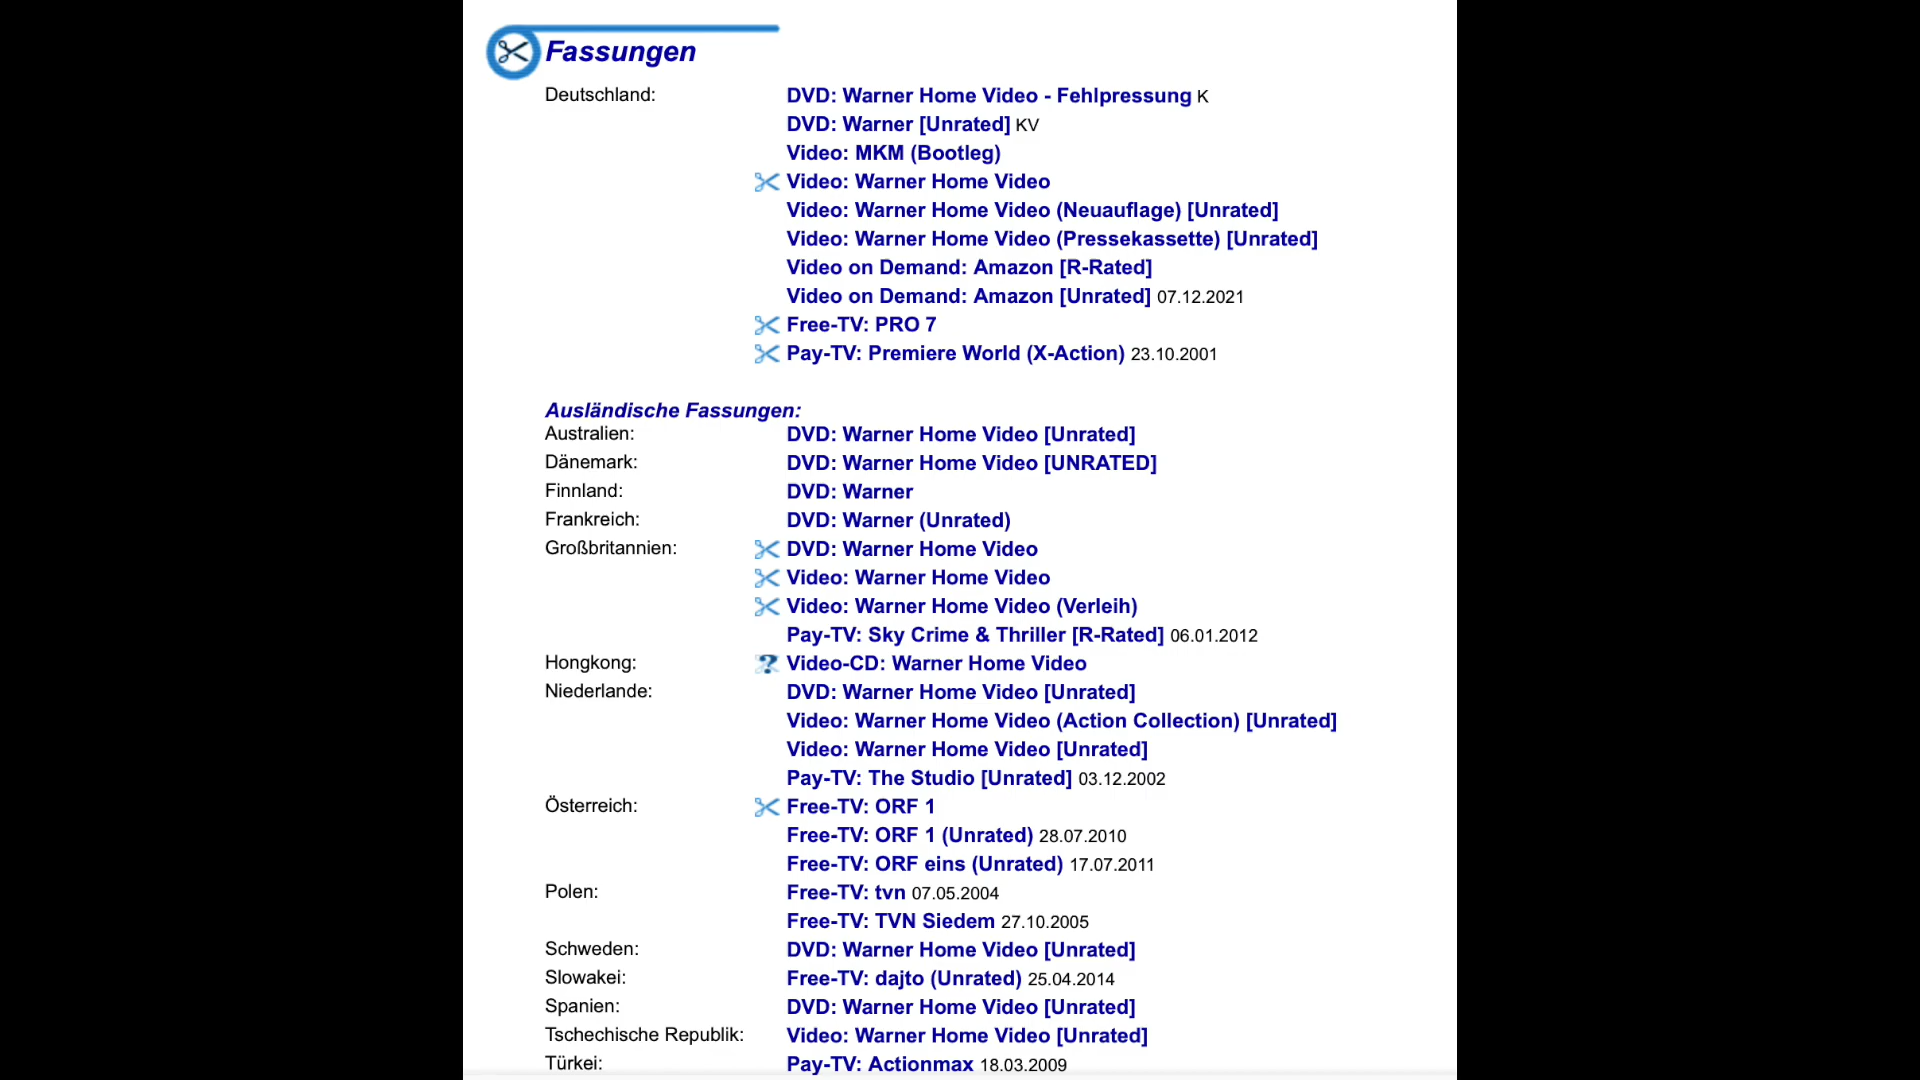 Fassungen
Deutschland: DVD: Warner Home Video - Fehlpressung K
DVD: Warner [Unrated] KV
Video: MKM (Bootleg)
Video: Warner Home Video
Video: Warner Home Video (Neuauflage) [Unrated]
Video: Warner Home Video (Pressekassette) [Unrated]
Video on Demand: Amazon [R-Rated]
Video on Demand: Amazon [Unrated] 07.12.2021
Free-TV: PRO 7
Pay-TV: Premiere World (X-Action) 23.10.2001
Ausländische Fassungen:
Australien: DVD: Warner Home Video [Unrated]
Dänemark: DVD: Warner Home Video [UNRATED]
Finnland: DVD: Warner
Frankreich: DVD: Warner (Unrated)
Großbritannien: DVD: Warner Home Video
Video: Warner Home Video
Video: Warner Home Video (Verleih)
Pay-TV: Sky Crime & Thriller [R-Rated] 06.01.2012
Hongkong: Video-CD: Warner Home Video
Niederlande: DVD: Warner Home Video [Unrated]
Video: Warner Home Video (Action Collection) [Unrated]
Video: Warner Home Video [Unrated]
Pay-TV: The Studio [Unrated] 03.12.2002
Österreich: Free-TV: ORF 1
Free-TV: ORF 1 (Unrated) 28.07.2010
Free-TV: ORF eins (Unrated) 17.07.2011
Polen: Free-TV: tvn 07.05.2004
Free-TV: TVN Siedem 27.10.2005
Schweden: DVD: Warner Home Video [Unrated]
Slowakei: Free-TV: dajto (Unrated) 25.04.2014
Spanien: DVD: Warner Home Video [Unrated]
Tschechische Republik: Video: Warner Home Video [Unrated]
Türkei: Pay-TV: Actionmax 18.03.2009